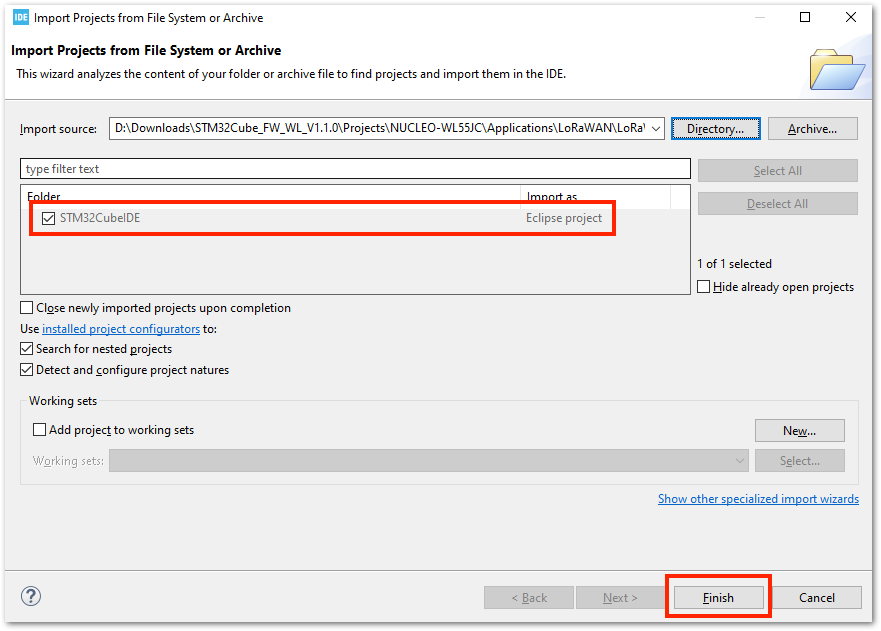 IDE Import Projects from File System or Archive
Import Projects from File System or Archive
This wizard analyzes the content of your folder or archive file to find projects and import them in the IDE.
Import source: D:\Downloads\STM32Cube_FW_WL_V1.1.0\Projects\NUCLEO-WL55JC\Applications\LoRaWAN\LoRa\ Directory... Archive...
type filter text Select All
Folder Import as
Deselect All
STM32CubeIDE Eclipse project
1 of 1 selected
Hide already open projects
Close newly imported projects upon completion
Use installed project configurators to:
Search for nested projects
Detect and configure project natures
Working sets
Add project to working sets New...
Working sets: Select...
Show other specialized import wizards
? < Back Next > Finish Cancel